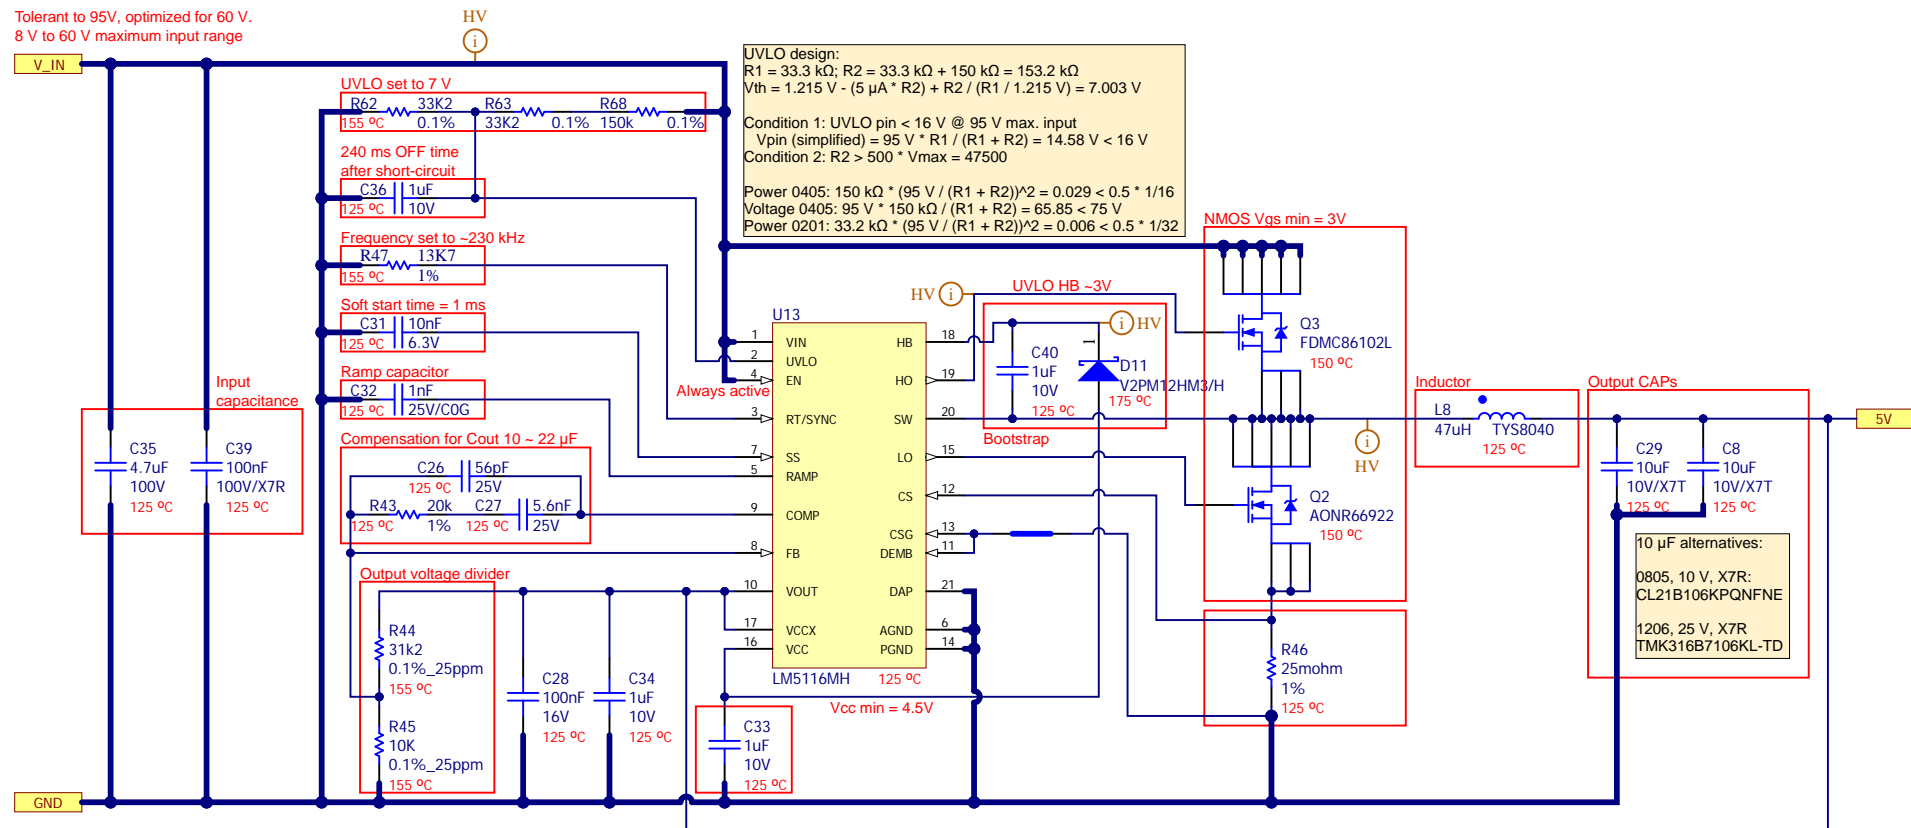 Tolerant to 95V, optimized for 60 V.
8 V to 60 V maximum input range
V_IN
HV
i
UVLO design:
R1 = 33.3 kΩ; R2 = 33.3 kΩ + 150 kΩ = 153.2 kΩ
Vth = 1.215 V - (5 µA * R2) + R2 / (R1 / 1.215 V) = 7.003 V
Condition 1: UVLO pin < 16 V @ 95 V max. input
Vpin (simplified) = 95 V * R1 / (R1 + R2) = 14.58 V < 16 V
Condition 2: R2 > 500 * Vmax = 47500
Power 0405: 150 kΩ * (95 V / (R1 + R2))^2 = 0.029 < 0.5 * 1/16
Voltage 0405: 95 V * 150 kΩ / (R1 + R2) = 65.85 < 75 V
Power 0201: 33.2 kΩ * (95 V / (R1 + R2))^2 = 0.006 < 0.5 * 1/32
UVLO set to 7 V
R62 33K2 R63 R68
155 ºC 0.1% 33K2 0.1% 150k 0.1%
240 ms OFF time
after short-circuit
C36 1uF
125 ºC 10V
Frequency set to ~230 kHz
R47 13K7
155 ºC 1%
Soft start time = 1 ms
C31 10nF
125 ºC 6.3V
Ramp capacitor
C32 1nF
125 ºC 25V/C0G
Input
capacitance
C35
4.7uF
100V
125 ºC
C39
100nF
100V/X7R
125 ºC
Compensation for Cout 10 ~ 22 µF
C26 56pF
125 ºC 25V
R43 20k C27 5.6nF
125 ºC 1% 125 ºC 25V
Output voltage divider
R44
31k2
0.1%_25ppm
155 ºC
R45
10K
0.1%_25ppm
155 ºC
C28
100nF
16V
125 ºC
C34
1uF
10V
125 ºC
C33
1uF
10V
125 ºC
Always active
U13
1 VIN
2 UVLO
4 EN
3 RT/SYNC
7 SS
5 RAMP
9 COMP
8 FB
10 VOUT
17 VCCX
16 VCC
HB 18
HO 19
SW 20
LO 15
CS 12
CSG 13
DEMB 11
DAP 21
AGND 6
PGND 14
LM5116MH 125 ºC
Vcc min = 4.5V
HV i
UVLO HB ~3V
i HV
C40
1uF
10V
125 ºC
1
D11
V2PM12HM3/H
175 ºC
Bootstrap
NMOS Vgs min = 3V
Q3
FDMC86102L
150 ºC
Q2
AONR66922
150 ºC
R46
25mohm
1%
125 ºC
i
HV
Inductor
L8
47uH TYS8040
125 ºC
Output CAPs
C29
10uF
10V/X7T
125 ºC
C8
10uF
10V/X7T
125 ºC
5V
10 µF alternatives:
0805, 10 V, X7R:
CL21B106KPQNFNE
1206, 25 V, X7R
TMK316B7106KL-TD
GND